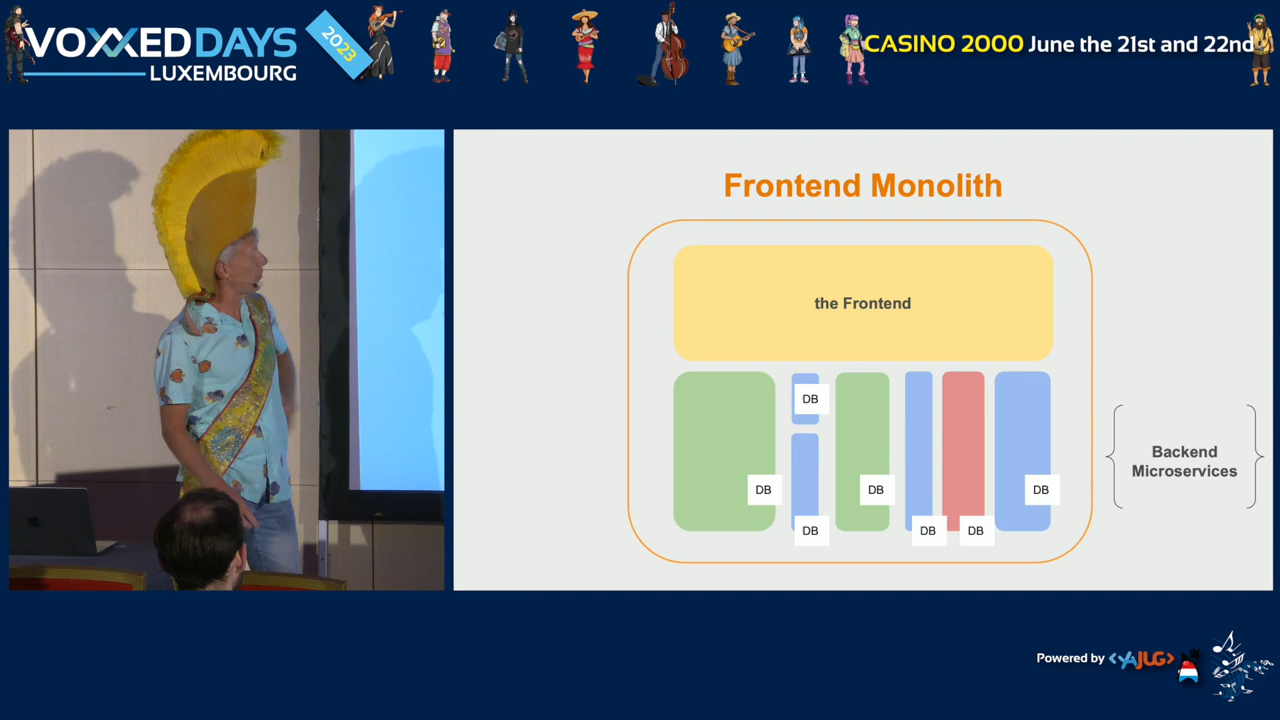 VOXXEDDAYS
LUXEMBOURG
2023
CASINO 2000 June the 21st and 22nd
Frontend Monolith
the Frontend
DB
DB
DB
DB
DB
DB
DB
Backend
Microservices
Powered by <YAJUG>